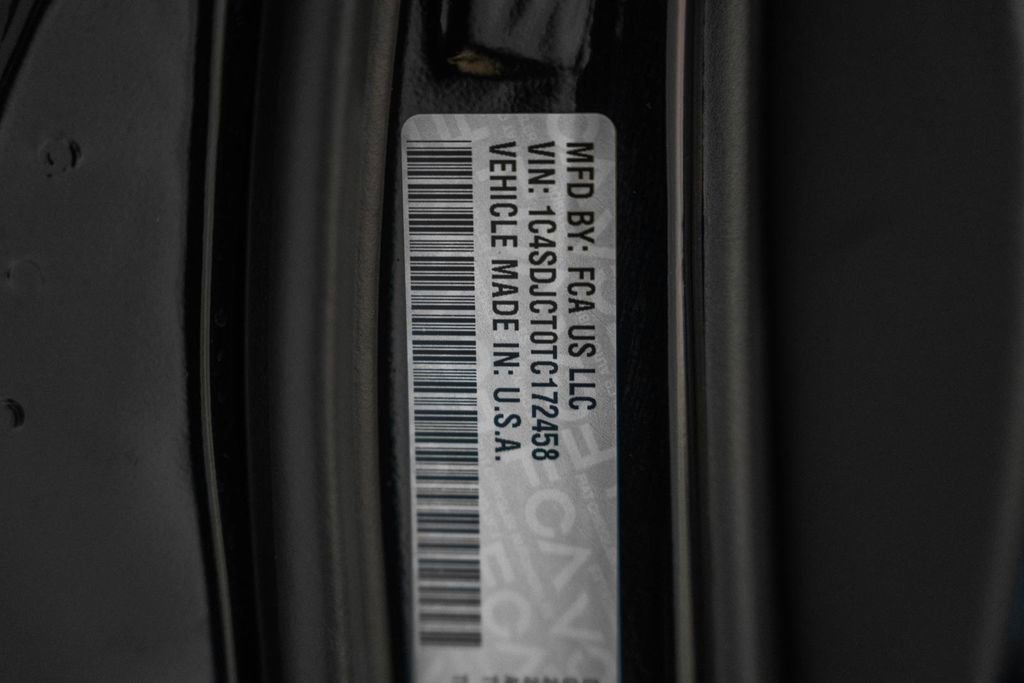 MFD BY: FCA US LLC
VIN: 1C4SDJCT0TC172458
VEHICLE MADE IN: U.S.A.